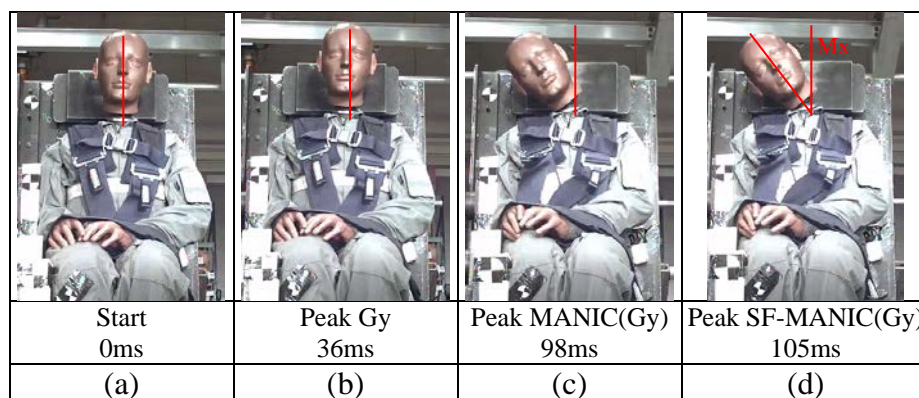 Mx
Start
0ms
(a)
Peak Gy
36ms
(b)
Peak MANIC(Gy)
98ms
(c)
Peak SF-MANIC(Gy)
105ms
(d)